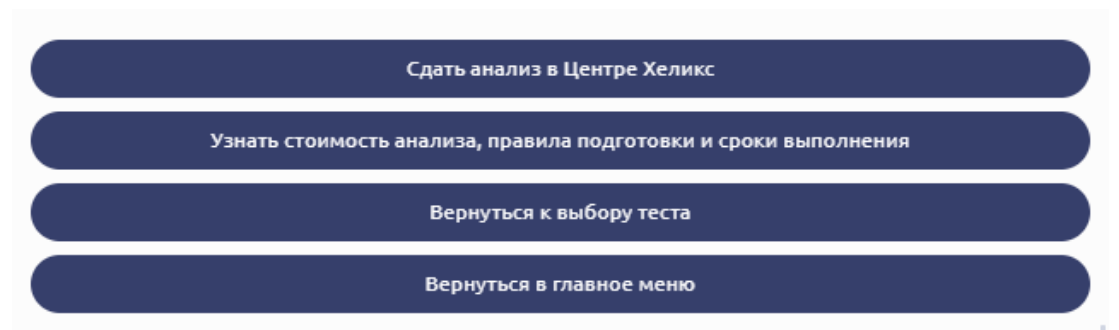 Сдать анализ в Центре Хеликс
Узнать стоимость анализа, правила подготовки и сроки выполнения
Вернуться к выбору теста
Вернуться в главное меню